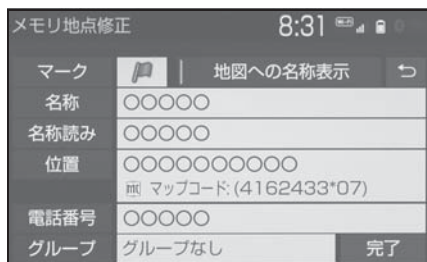 メモリ地点修正 8:31
マーク 地図への名称表示
名称 ○○○○○
名称読み ○○○○○
位置 ○○○○○○○○○○
マップコード:(4162433*07)
電話番号 ○○○○○
グループ グループなし 完了